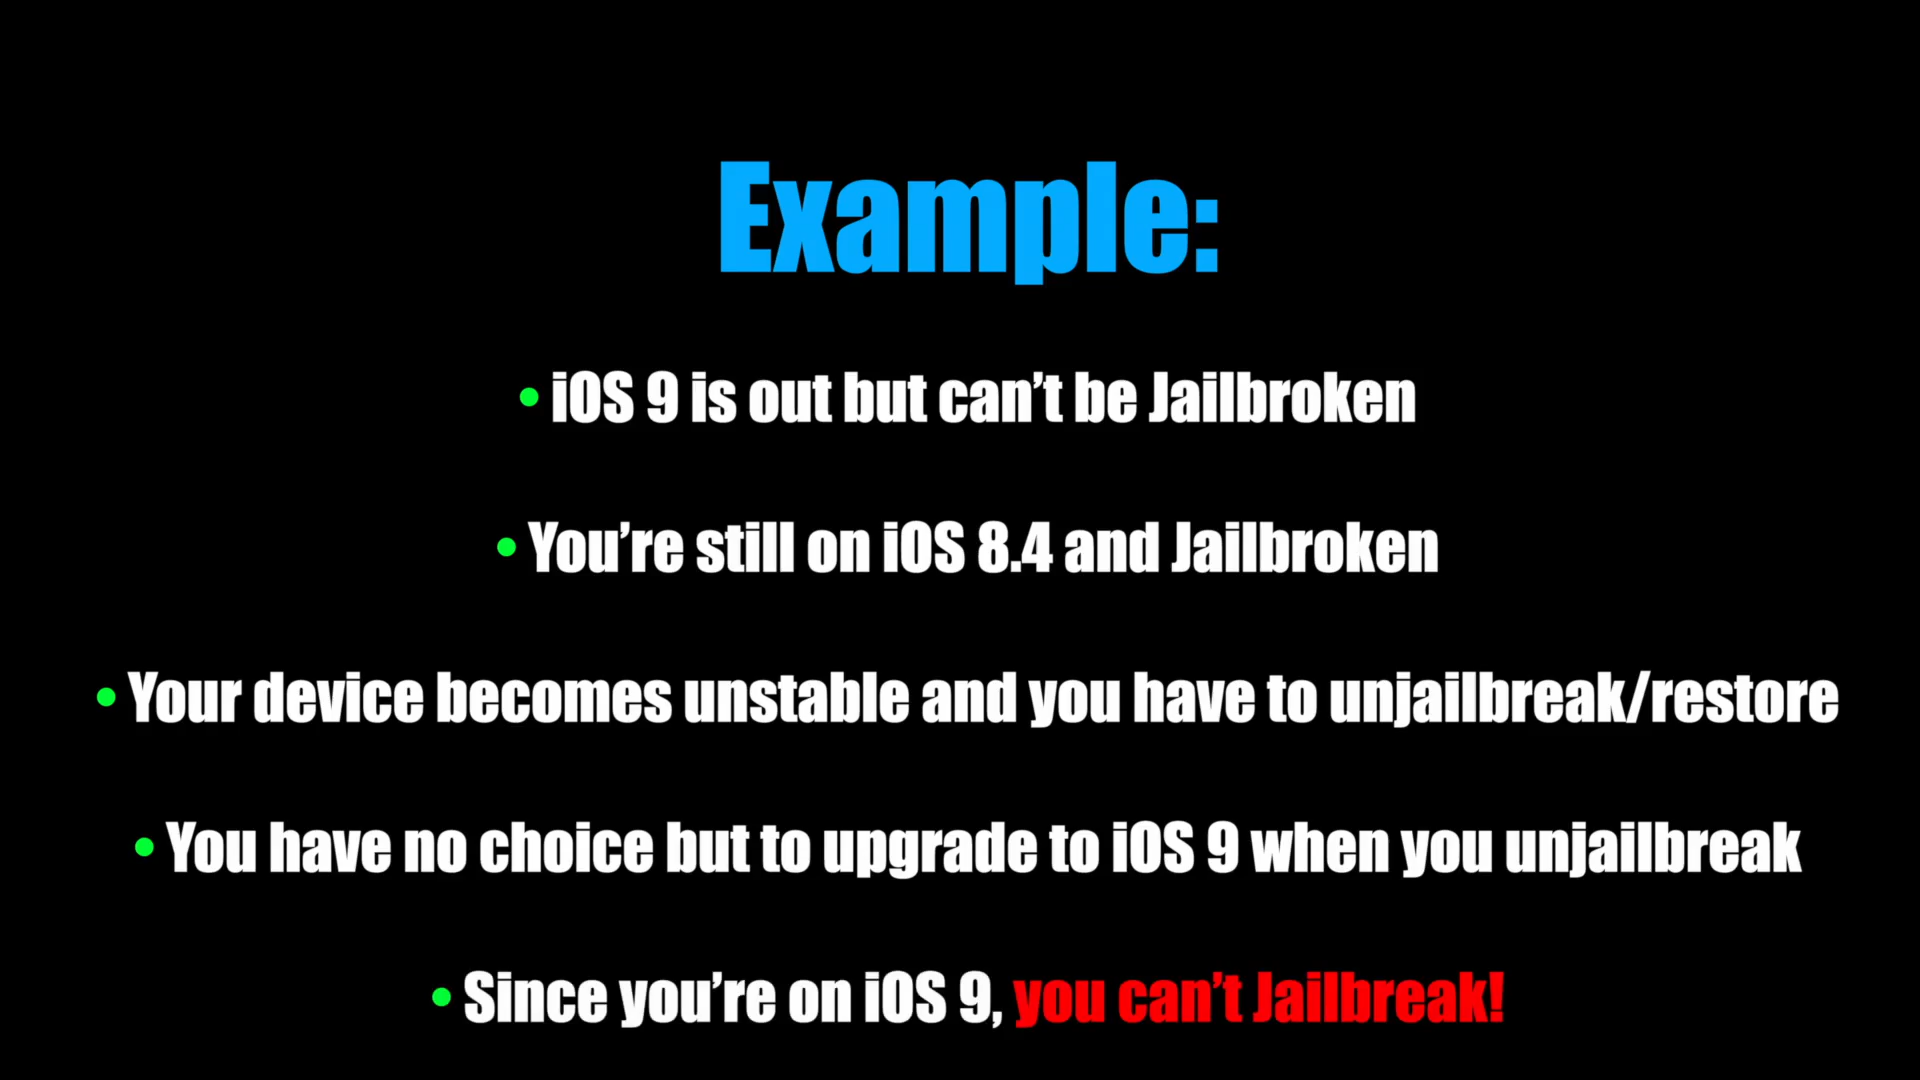 Example:
• iOS 9 is out but can’t be Jailbroken
• You’re still on iOS 8.4 and Jailbroken
• Your device becomes unstable and you have to unjailbreak/restore
• You have no choice but to upgrade to iOS 9 when you unjailbreak
• Since you’re on iOS 9, you can’t Jailbreak!